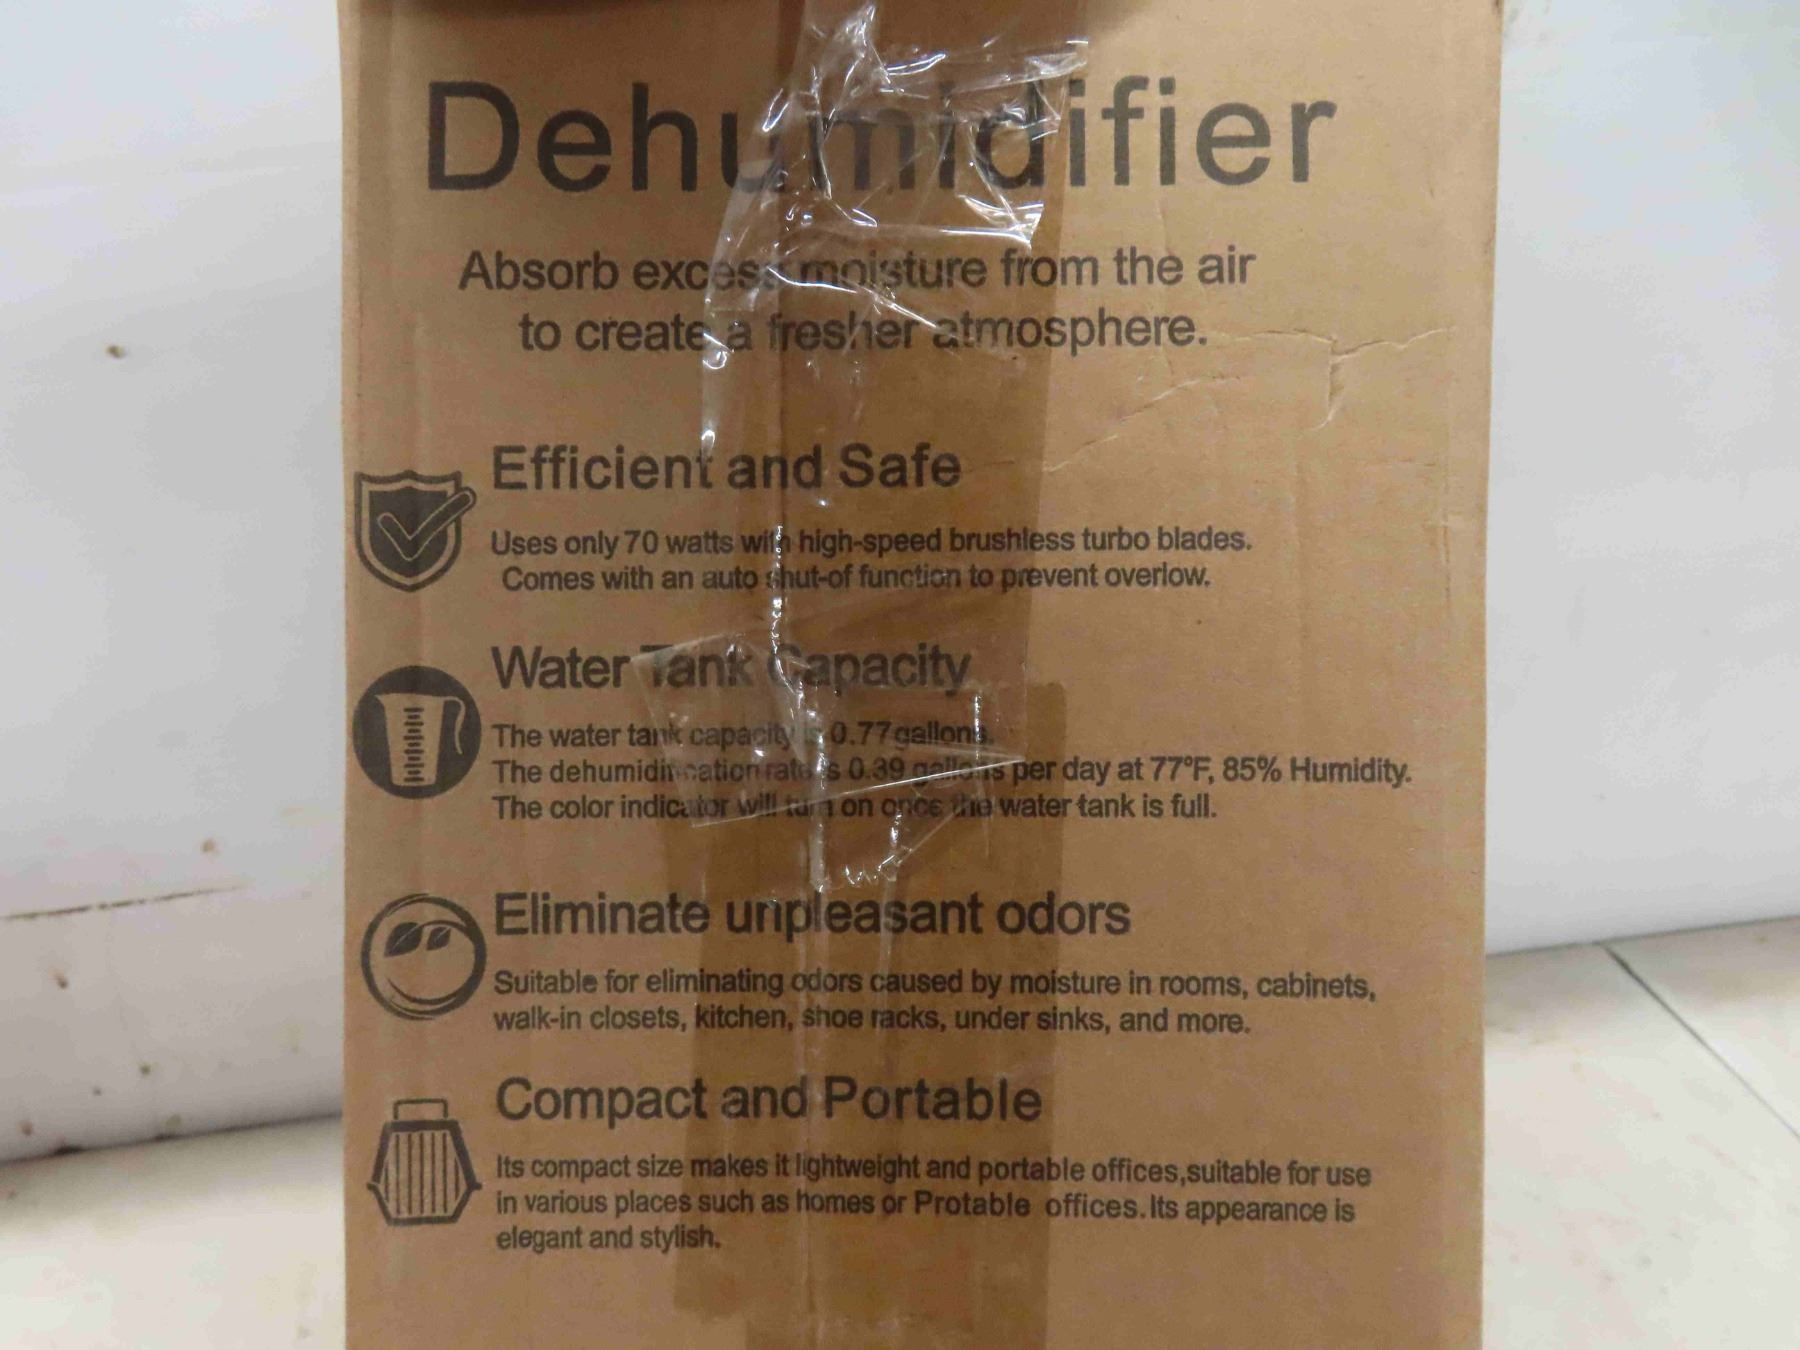 Dehumidifier
Absorb excess moisture from the air
to create a fresher atmosphere.
Efficient and Safe
Uses only 70 watts with high-speed brushless turbo blades.
Comes with an auto shut-of function to prevent overlow.
Water Tank Capacity
The water tank capacity is 0.77gallons.
The dehumidification rate is 0.39 gallons per day at 77°F, 85% Humidity.
The color indicator will turn on once the water tank is full.
Eliminate unpleasant odors
Suitable for eliminating odors caused by moisture in rooms, cabinets,
walk-in closets, kitchen, shoe racks, under sinks, and more.
Compact and Portable
Its compact size makes it lightweight and portable offices,suitable for use
in various places such as homes or Protable offices. Its appearance is
elegant and stylish.